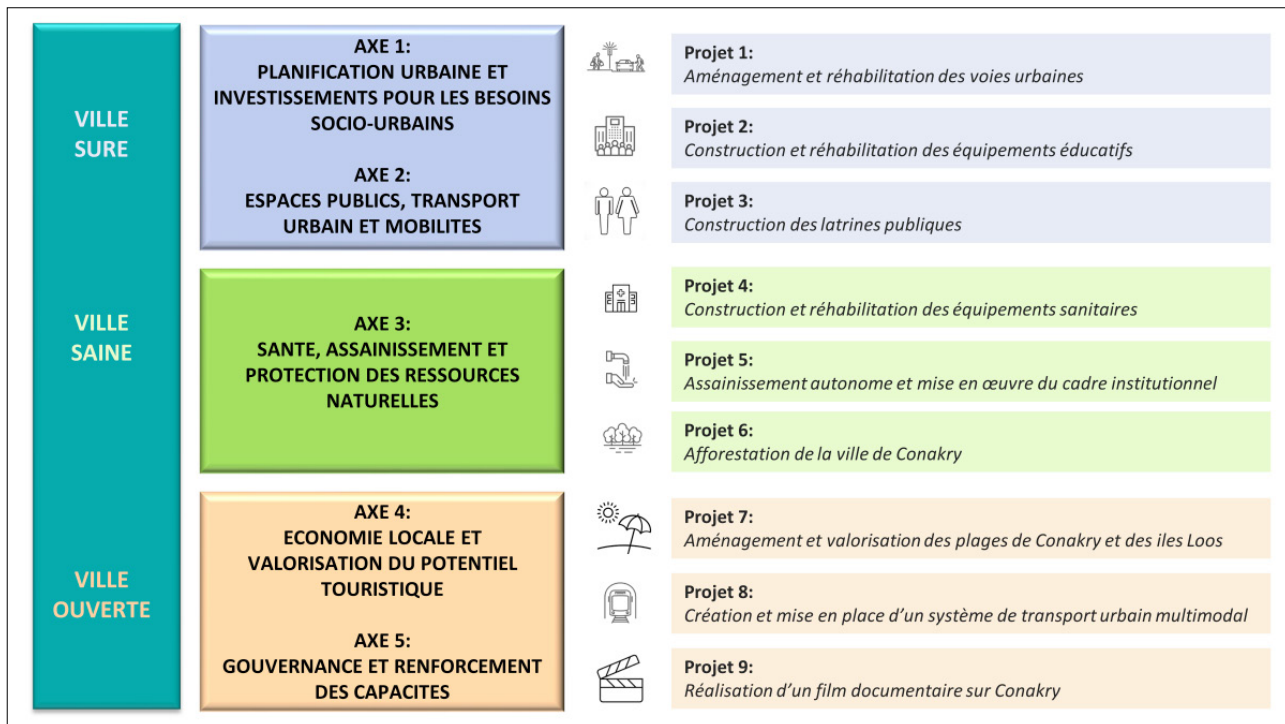 VILLE
SURE
AXE 1:
PLANIFICATION URBAINE ET
INVESTISSEMENTS POUR LES BESOINS
SOCIO-URBAINS
AXE 2:
ESPACES PUBLICS, TRANSPORT
URBAIN ET MOBILITES
Projet 1:
Aménagement et réhabilitation des voies urbaines
Projet 2:
Construction et réhabilitation des équipements éducatifs
Projet 3:
Construction des latrines publiques
VILLE
SAINE
AXE 3:
SANTE, ASSAINISSEMENT ET
PROTECTION DES RESSOURCES
NATURELLES
Projet 4:
Construction et réhabilitation des équipements sanitaires
Projet 5:
Assainissement autonome et mise en œuvre du cadre institutionnel
Projet 6:
Afforestation de la ville de Conakry
VILLE
OUVERTE
AXE 4:
ECONOMIE LOCALE ET
VALORISATION DU POTENTIEL
TOURISTIQUE
AXE 5:
GOUVERNANCE ET RENFORCEMENT
DES CAPACITES
Projet 7:
Aménagement et valorisation des plages de Conakry et des iles Loos
Projet 8:
Création et mise en place d'un système de transport urbain multimodal
Projet 9:
Réalisation d'un film documentaire sur Conakry